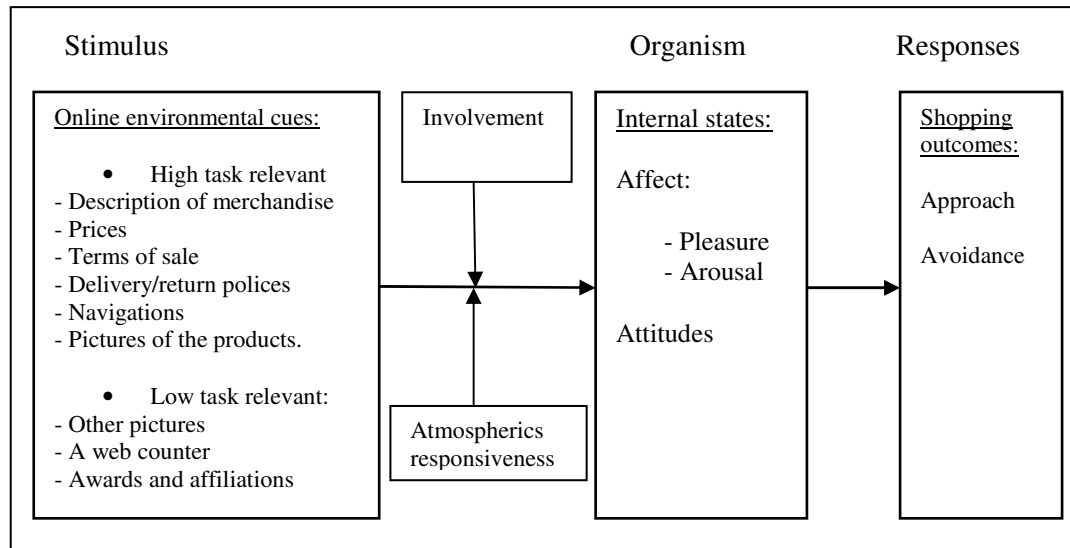 Stimulus
Organism
Responses
Online environmental cues:
• High task relevant
- Description of merchandise
- Prices
- Terms of sale
- Delivery/return polices
- Navigations
- Pictures of the products.
• Low task relevant:
- Other pictures
- A web counter
- Awards and affiliations
Involvement
Atmospherics
responsiveness
Internal states:
Affect:
- Pleasure
- Arousal
Attitudes
Shopping
outcomes:
Approach
Avoidance